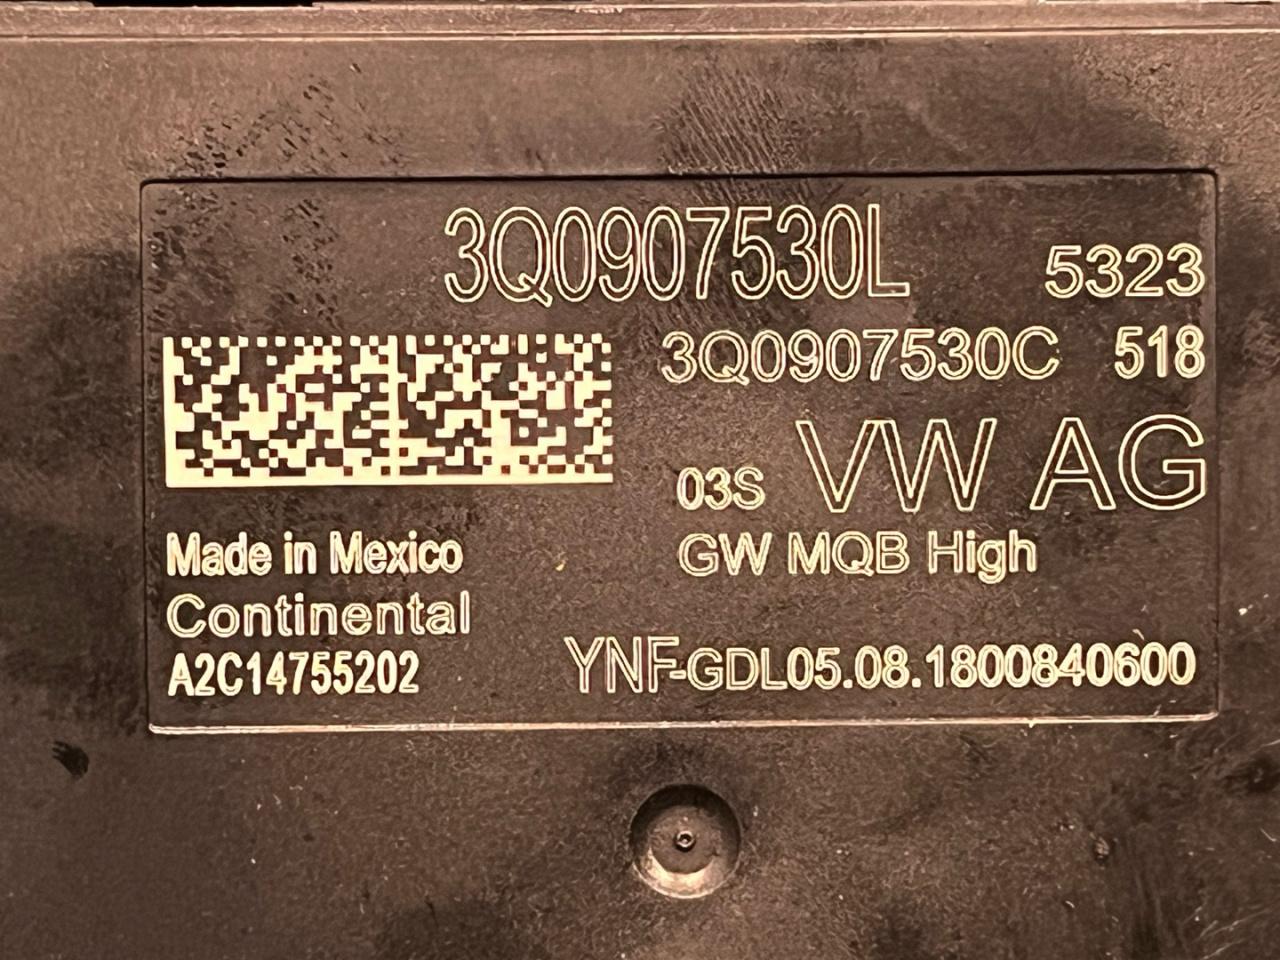 3Q0907530L 5323
3Q0907530C 518
03S VW AG
Made in Mexico GW MQB High
Continental
A2C14755202 YNF-GDL05.08.1800840600